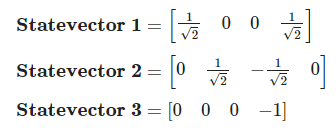 Statevector 1 = [1/√2 0 0 1/√2]
Statevector 2 = [0 1/√2 −1/√2 0]
Statevector 3 = [0 0 0 −1]